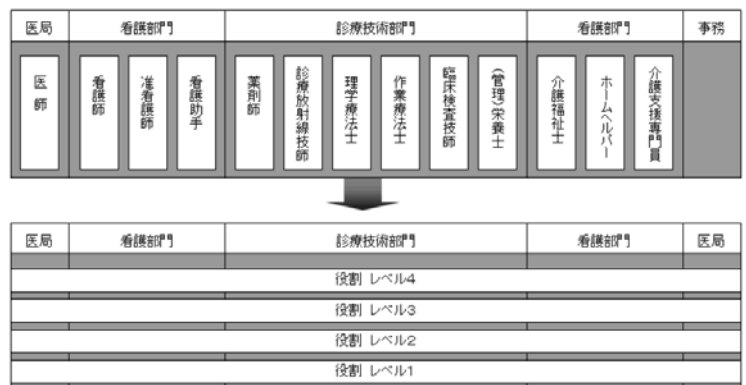 医局 看護部門 診療技術部門 看護部門 事務
医師
看護師
准看護師
看護助手
薬剤師
診療放射線技師
理学療法士
作業療法士
臨床検査技師
(管理)栄養士
介護福祉士
ホームヘルパー
介護支援専門員
医局 看護部門 診療技術部門 看護部門 医局
役割 レベル4
役割 レベル3
役割 レベル2
役割 レベル1